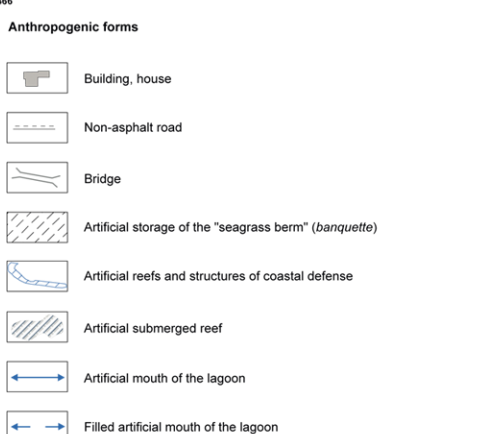 Anthropogenic forms
Building, house
Non-asphalt road
Bridge
Artificial storage of the "seagrass berm" (banquette)
Artificial reefs and structures of coastal defense
Artificial submerged reef
Artificial mouth of the lagoon
Filled artificial mouth of the lagoon